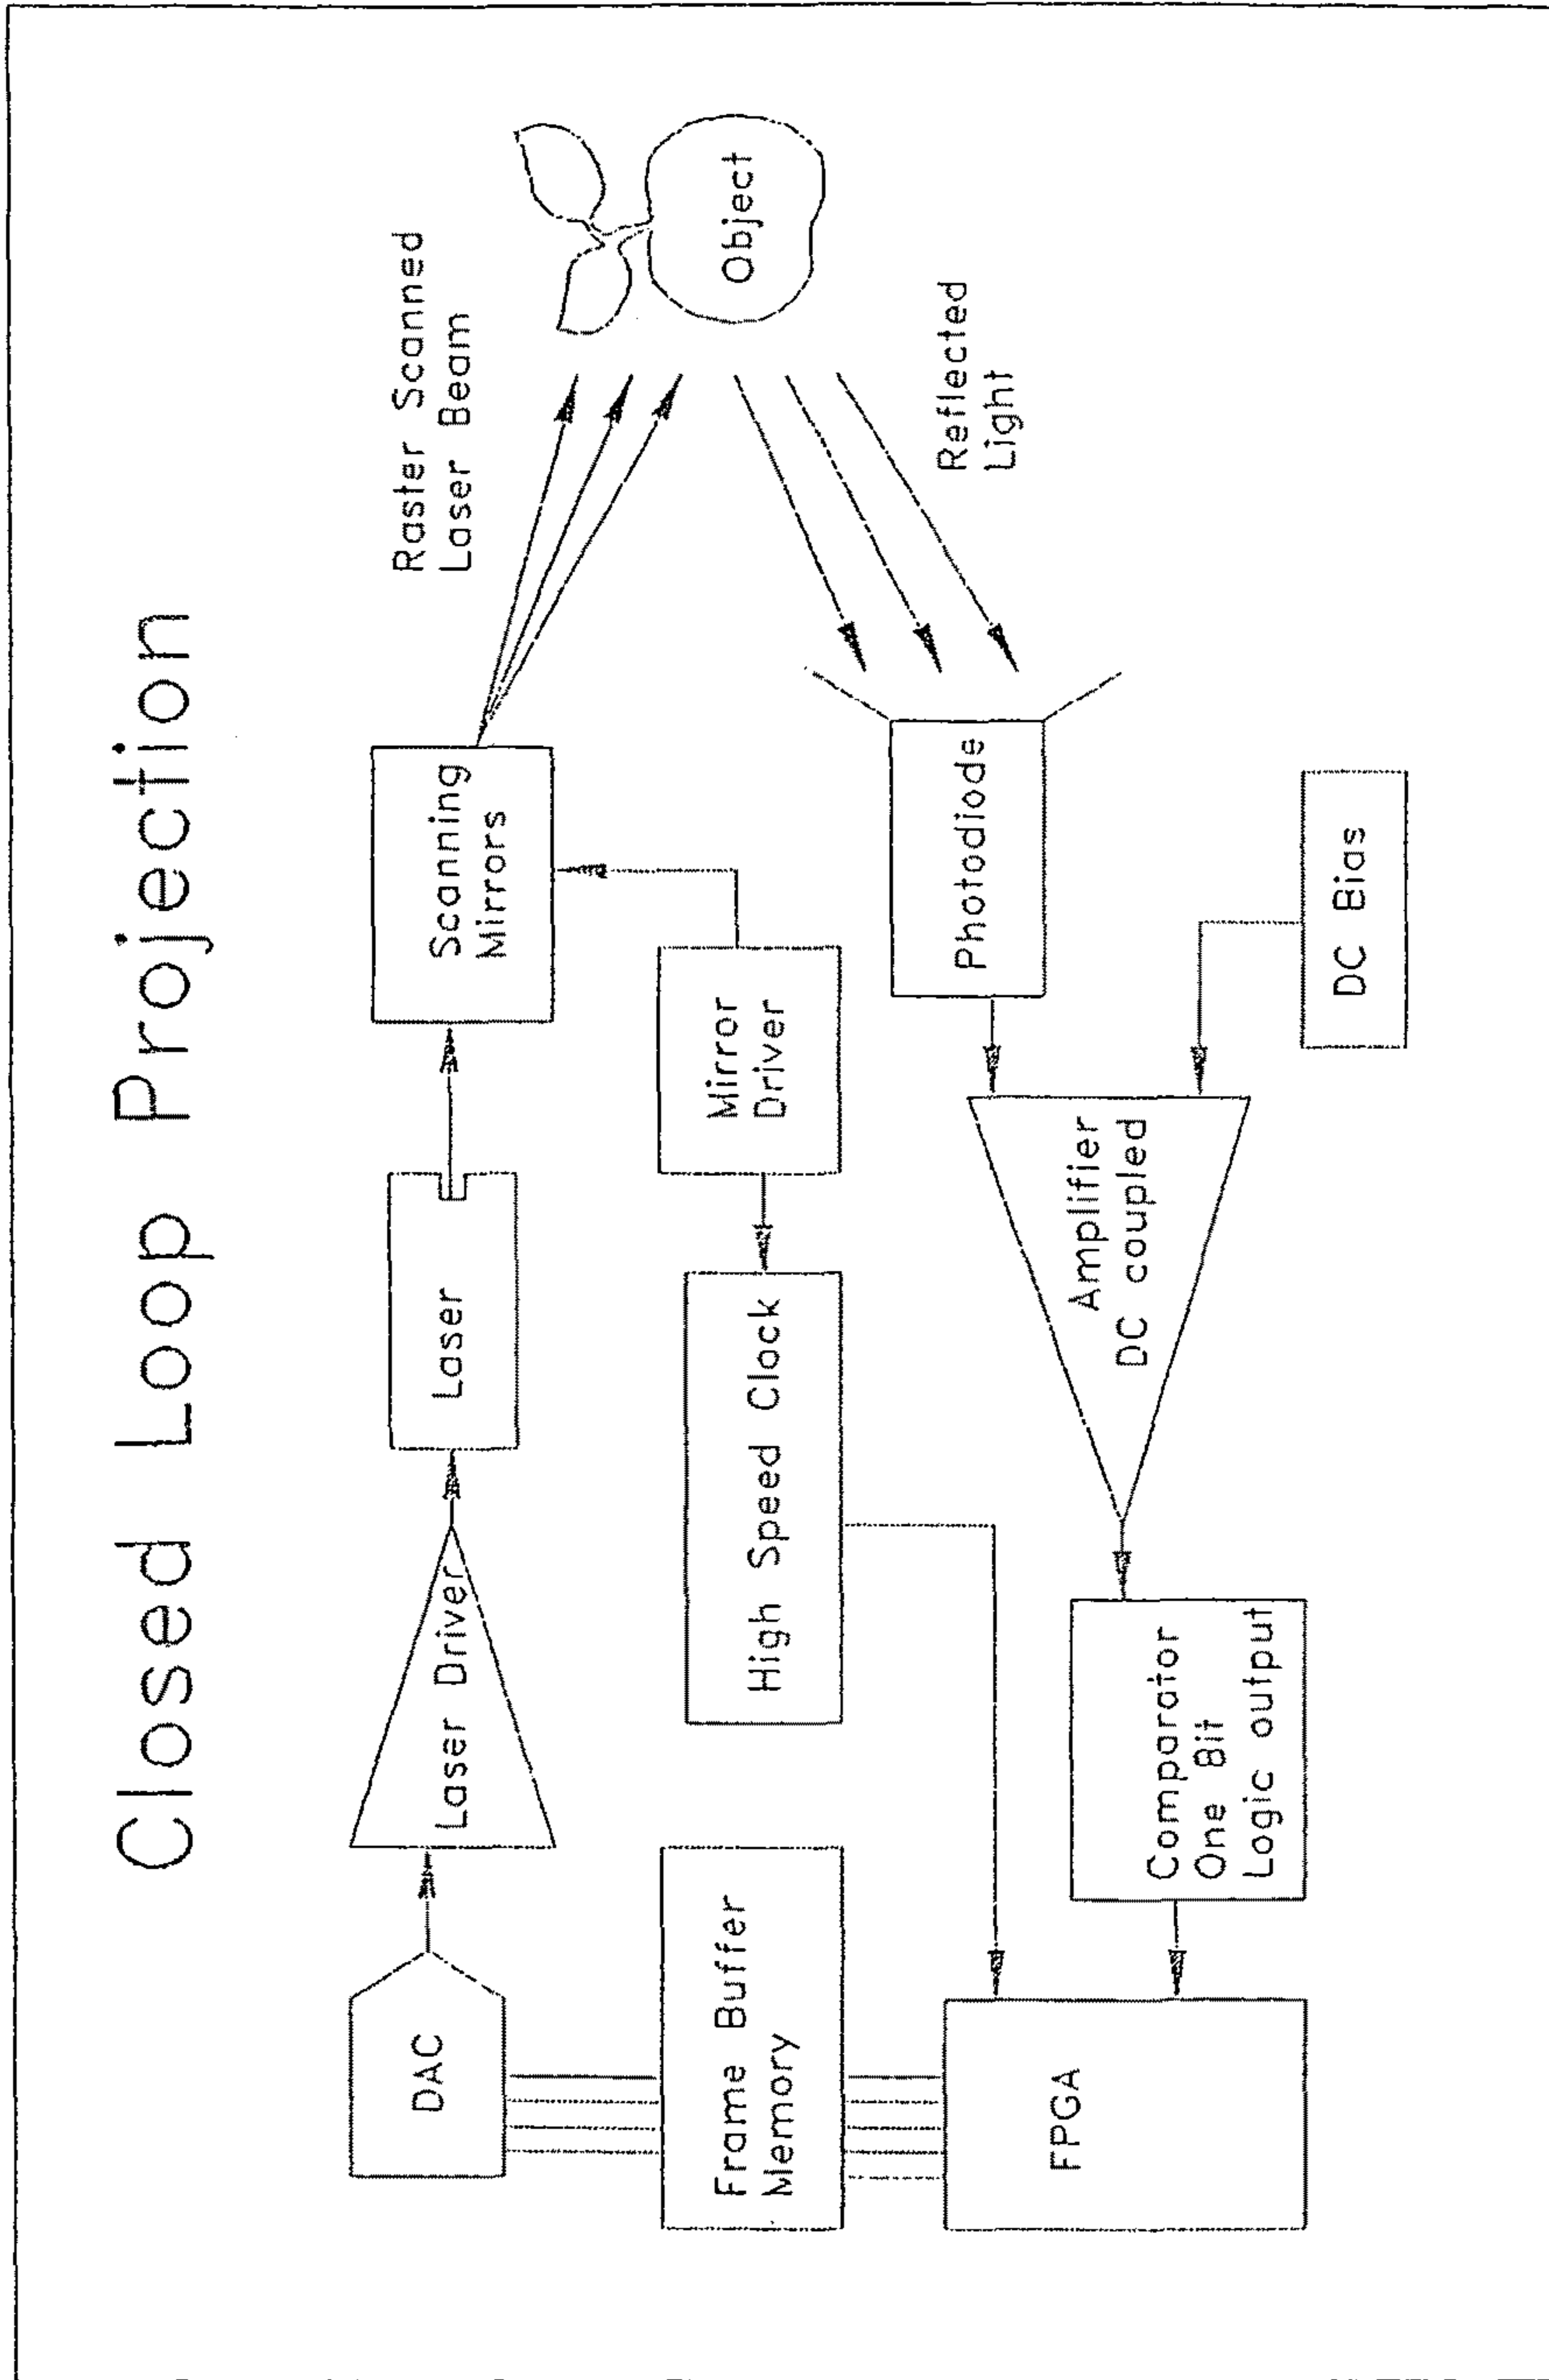 Closed Loop Projection
Raster Scanned
Laser Beam
Object
Reflected
Light
Scanning
Mirrors
Laser
Laser Driver
DAC
Mirror
Driver
High Speed Clock
Frame Buffer
Memory
Photodiode
DC Bias
Amplifier
DC coupled
Comparator
One Bit
Logic output
FPGA